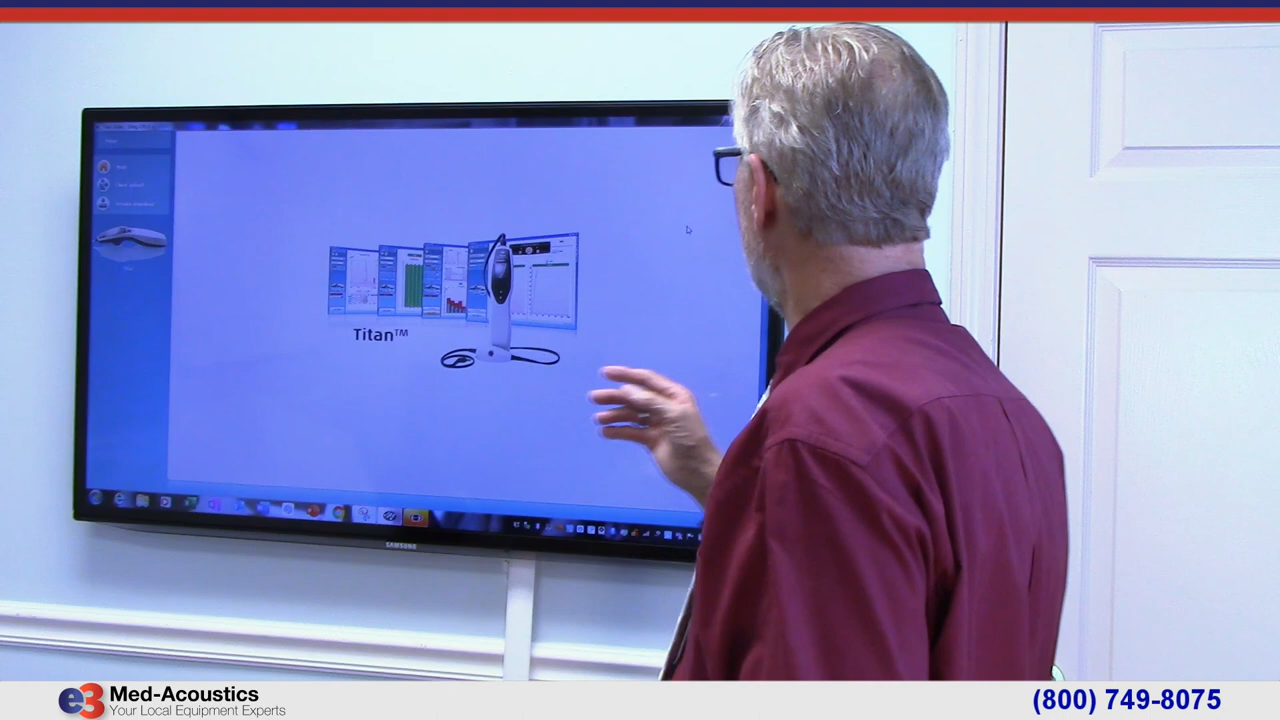 Titan™
SAMSUNG
e3 Med-Acoustics
Your Local Equipment Experts
(800) 749-8075